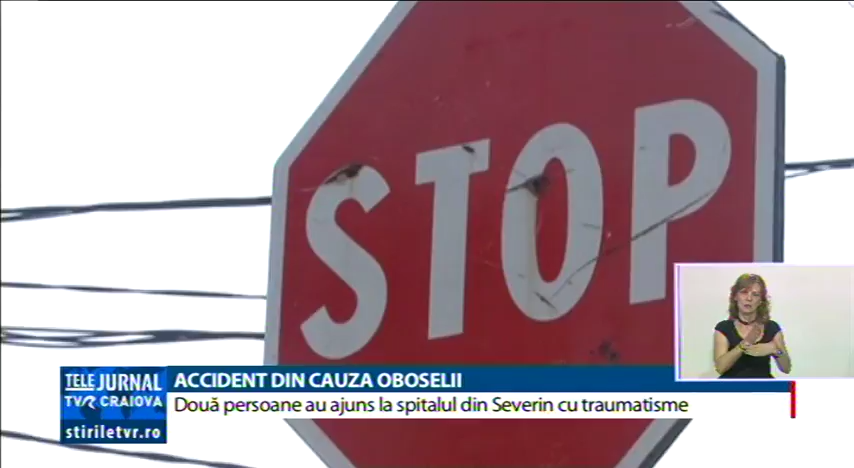 STOP
TELE JURNAL
TVR CRAIOVA
stiriletvr.ro
ACCIDENT DIN CAUZA OBOSELII
Două persoane au ajuns la spitalul din Severin cu traumatisme